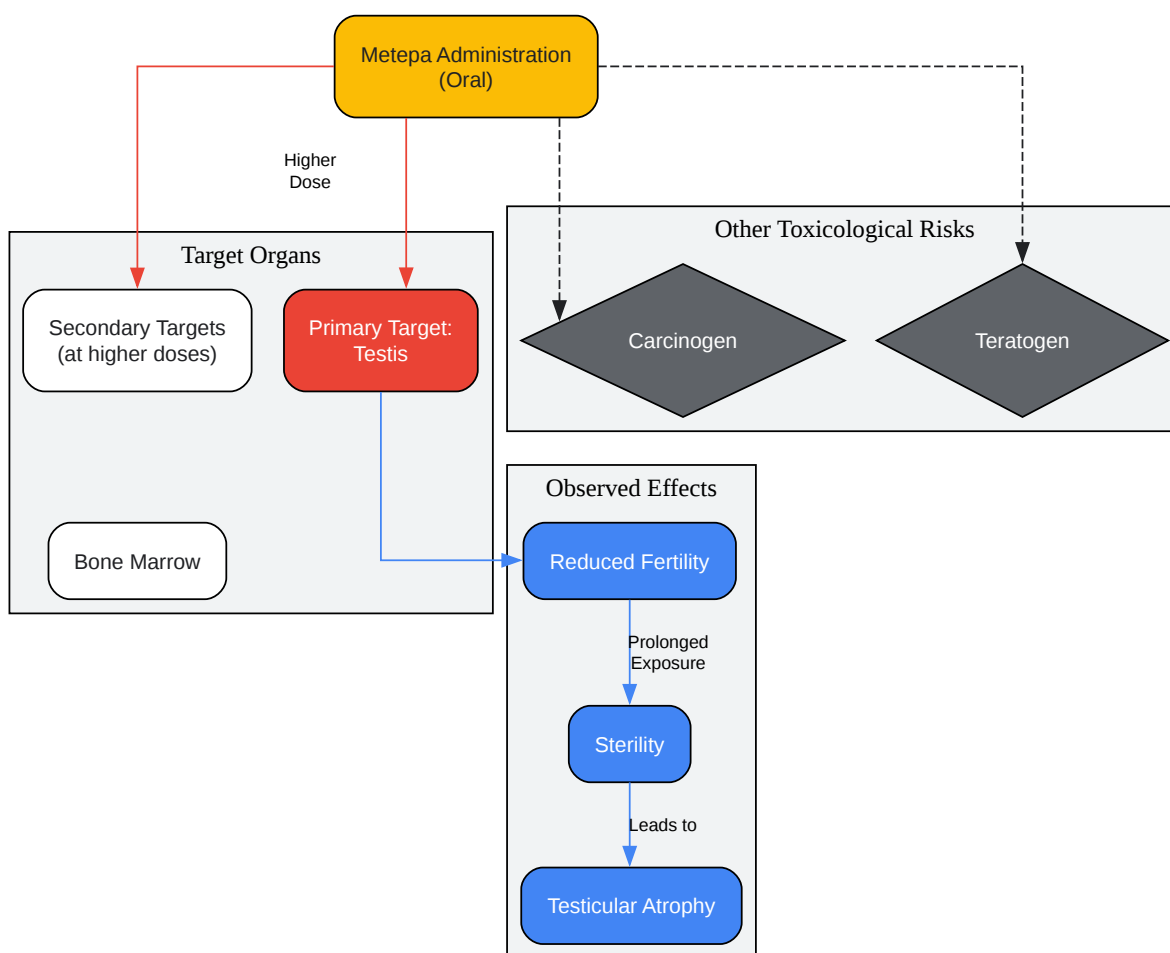 Metepa Administration
(Oral)
Higher
Dose
Other Toxicological Risks
Target Organs
Secondary Targets
(at higher doses)
Primary Target:
Testis
Carcinogen
Teratogen
Observed Effects
Bone Marrow
Reduced Fertility
Prolonged
Exposure
Sterility
Leads to
Testicular Atrophy